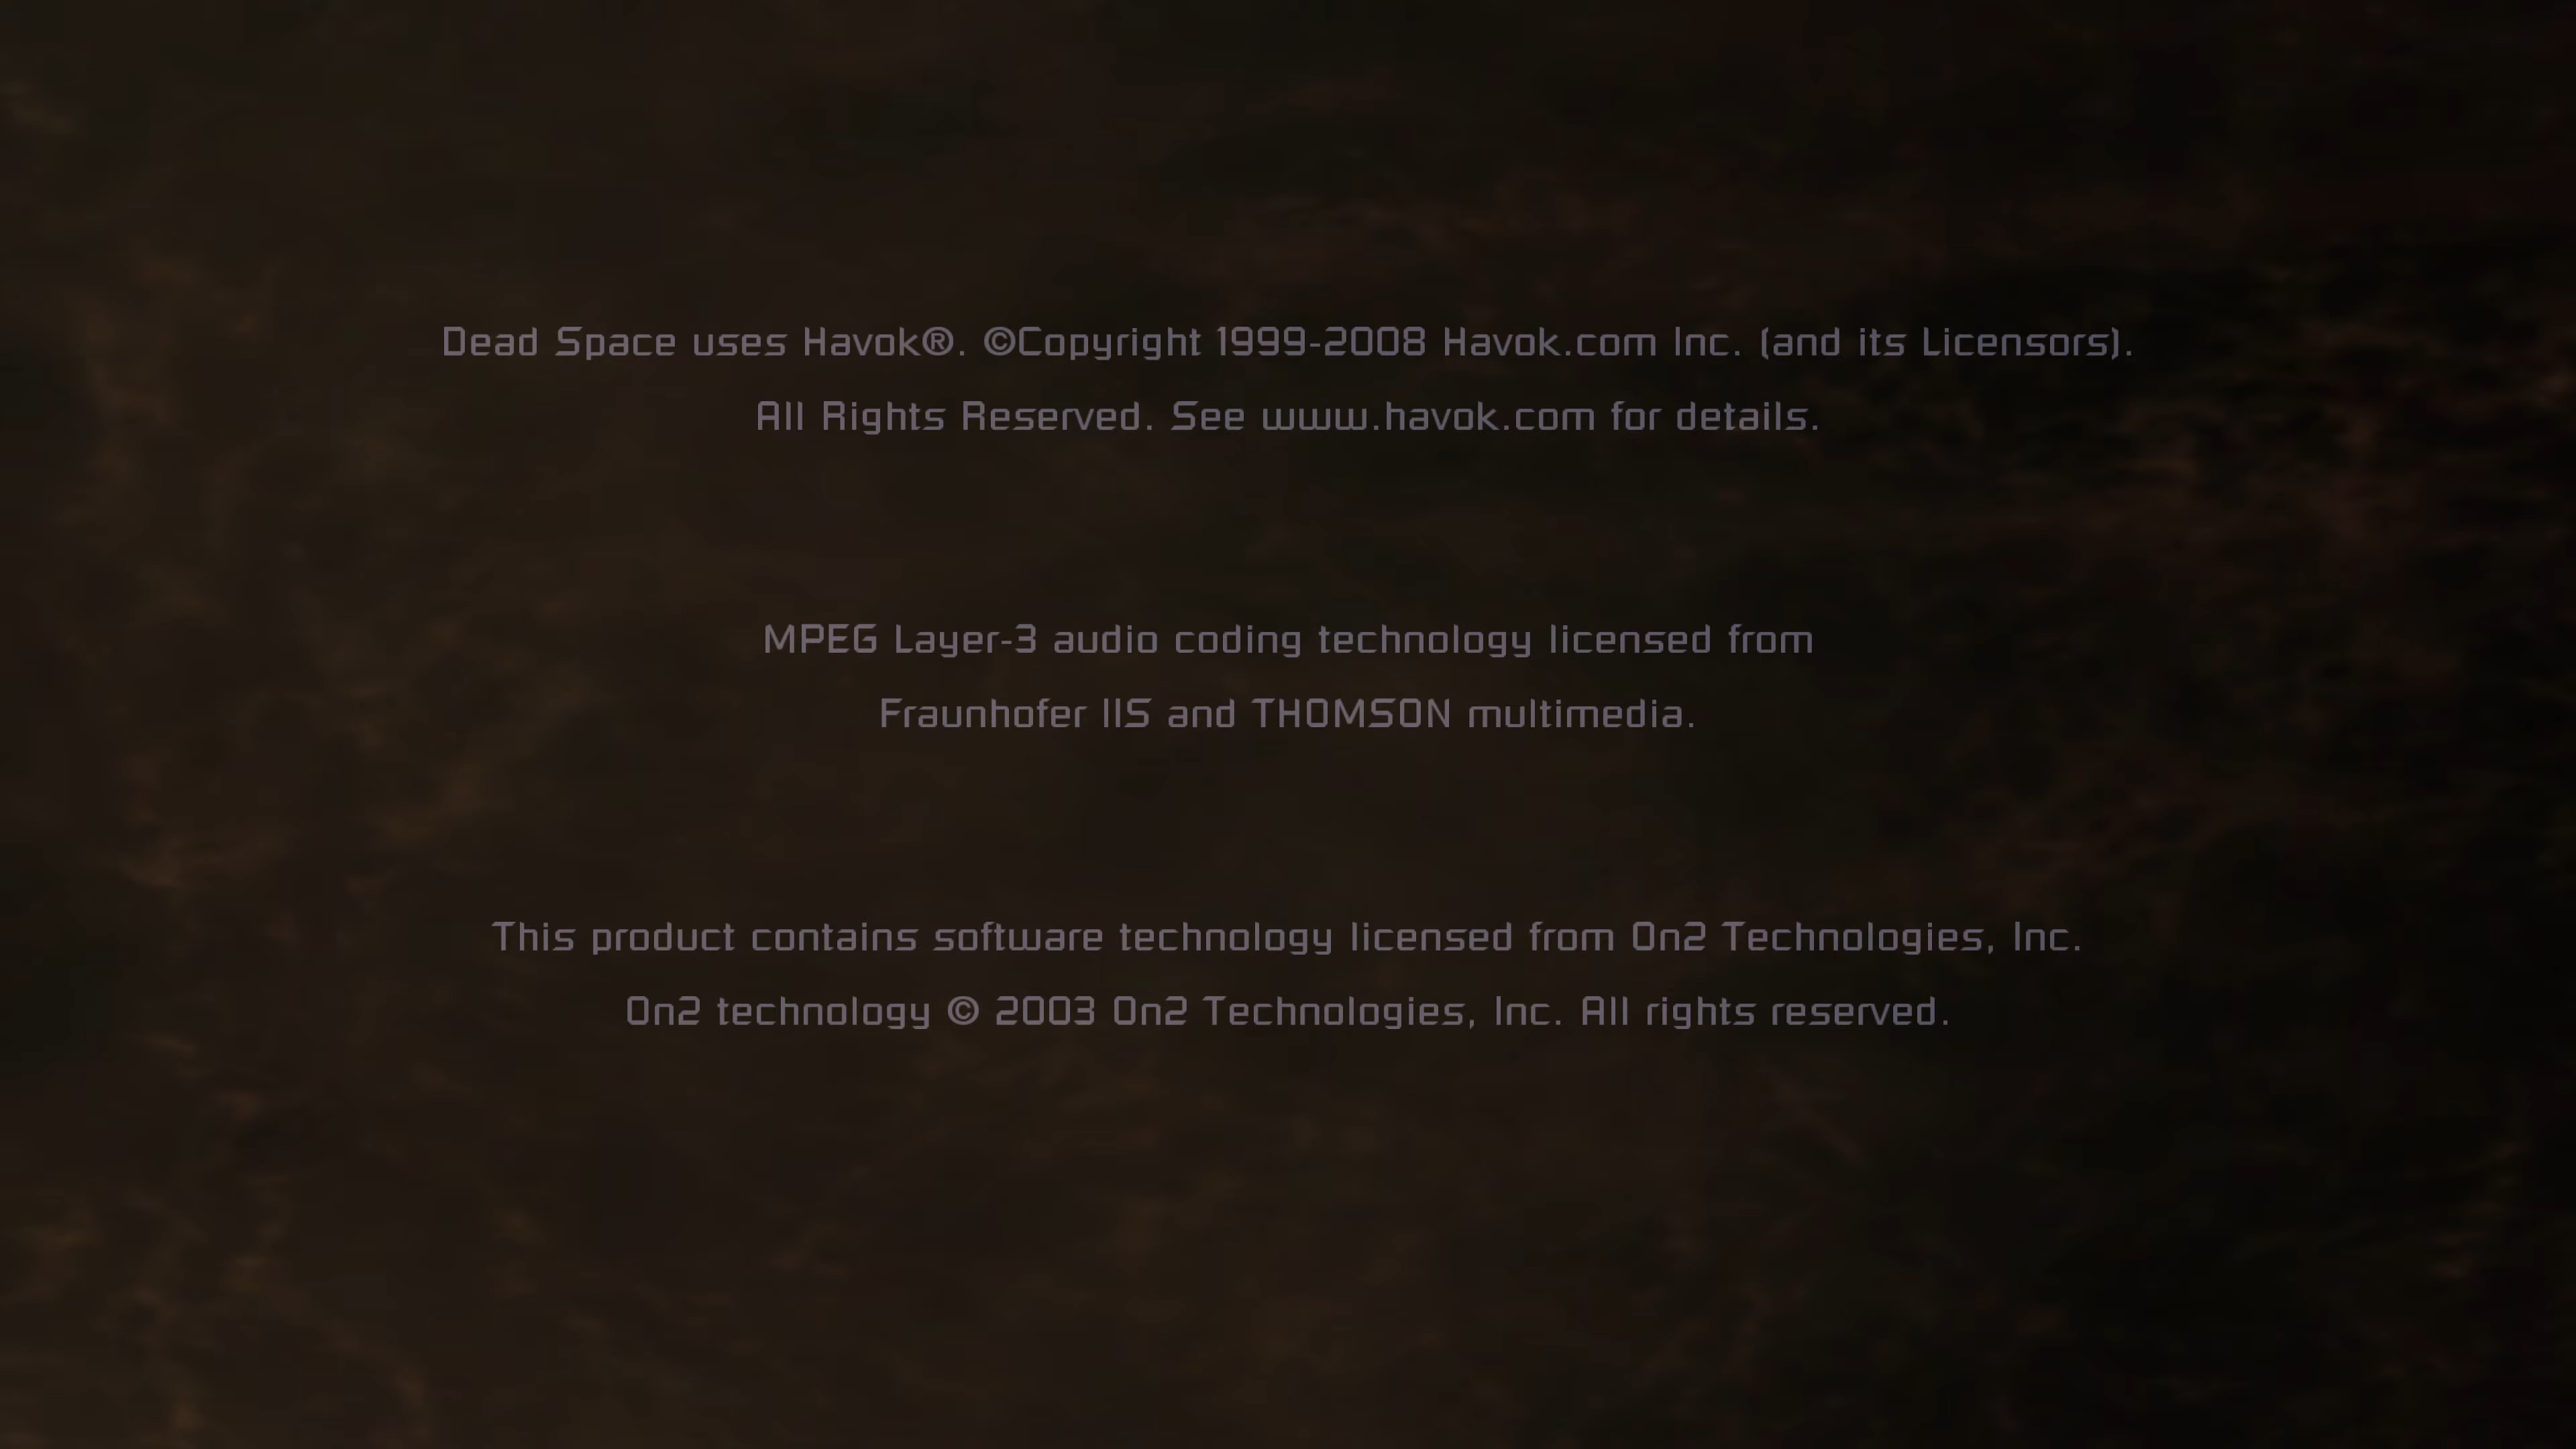 Dead Space uses Havok®. ©Copyright 1999-2008 Havok.com Inc. (and its Licensors).
All Rights Reserved. See www.havok.com for details.
MPEG Layer-3 audio coding technology licensed from
Fraunhofer IIS and THOMSON multimedia.
This product contains software technology licensed from On2 Technologies, Inc.
On2 technology © 2003 On2 Technologies, Inc. All rights reserved.